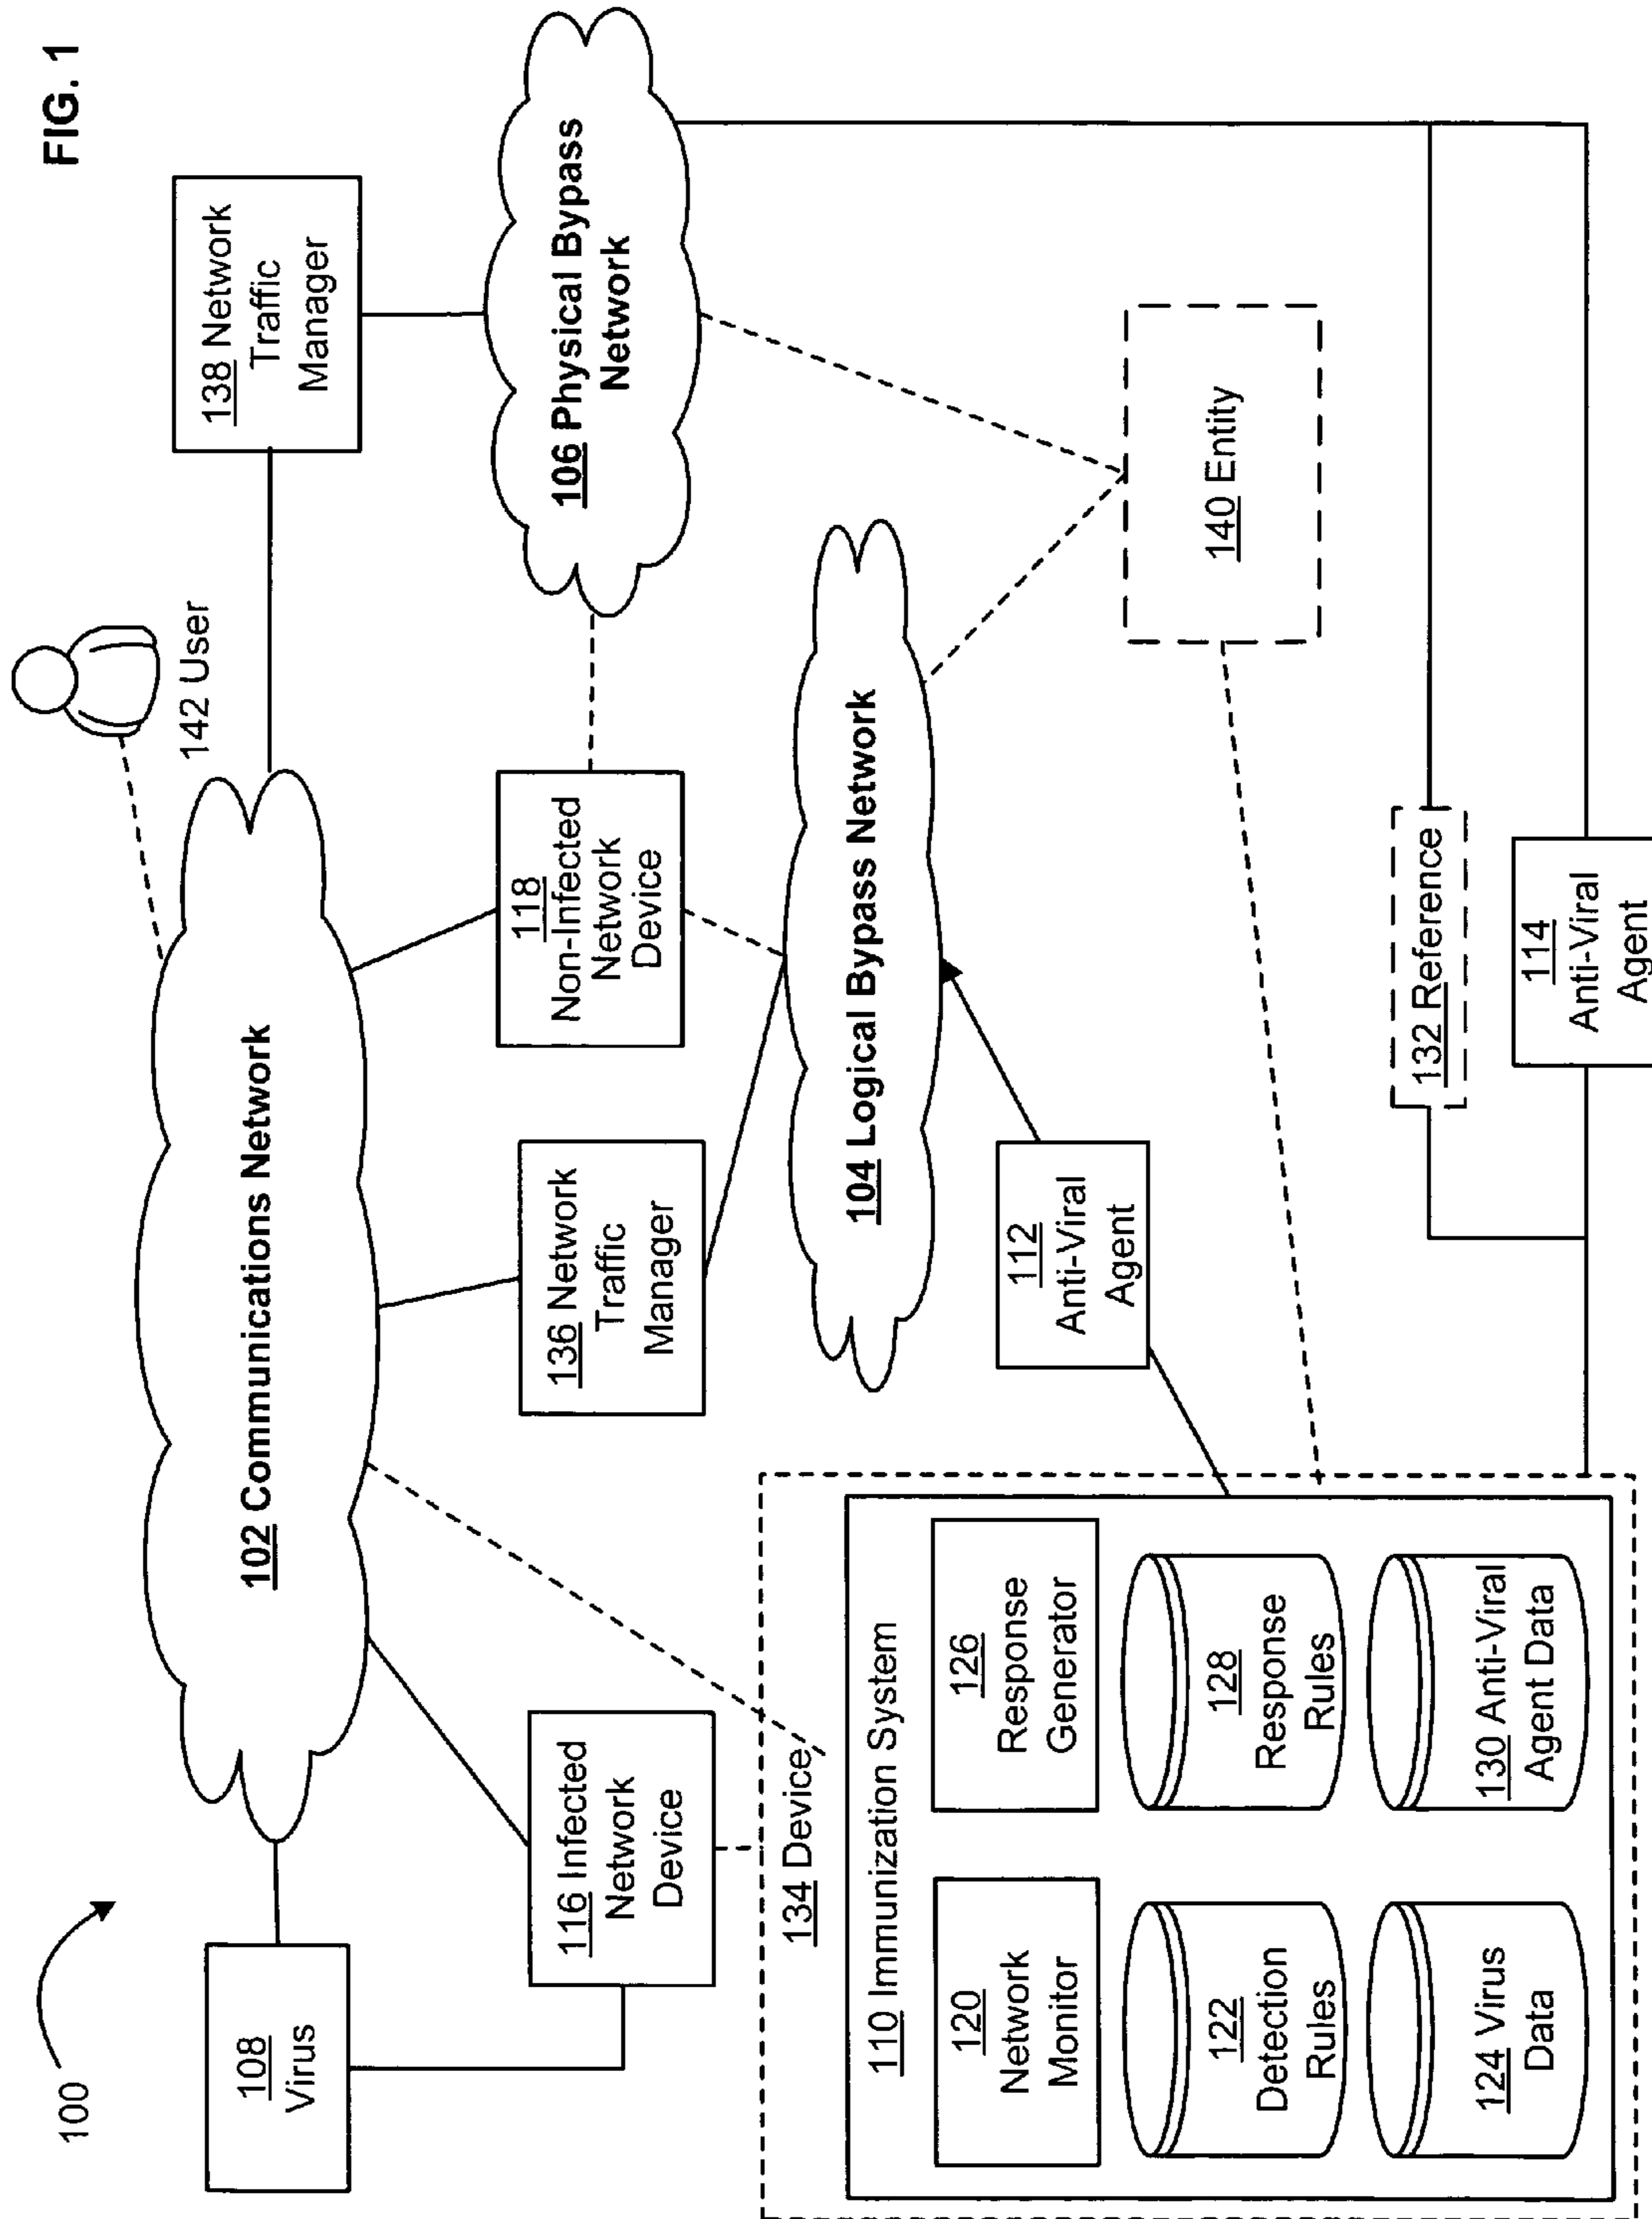 FIG. 1
100
108
Virus
102 Communications Network
142 User
138 Network
Traffic
Manager
116 Infected
Network
Device
136 Network
Traffic
Manager
118
Non-Infected
Network
Device
106 Physical Bypass
Network
104 Logical Bypass Network
134 Device
110 Immunization System
120
Network
Monitor
126
Response
Generator
122
Detection
Rules
128
Response
Rules
124 Virus
Data
130 Anti-Viral
Agent Data
112
Anti-Viral
Agent
140 Entity
132 Reference
114
Anti-Viral
Agent